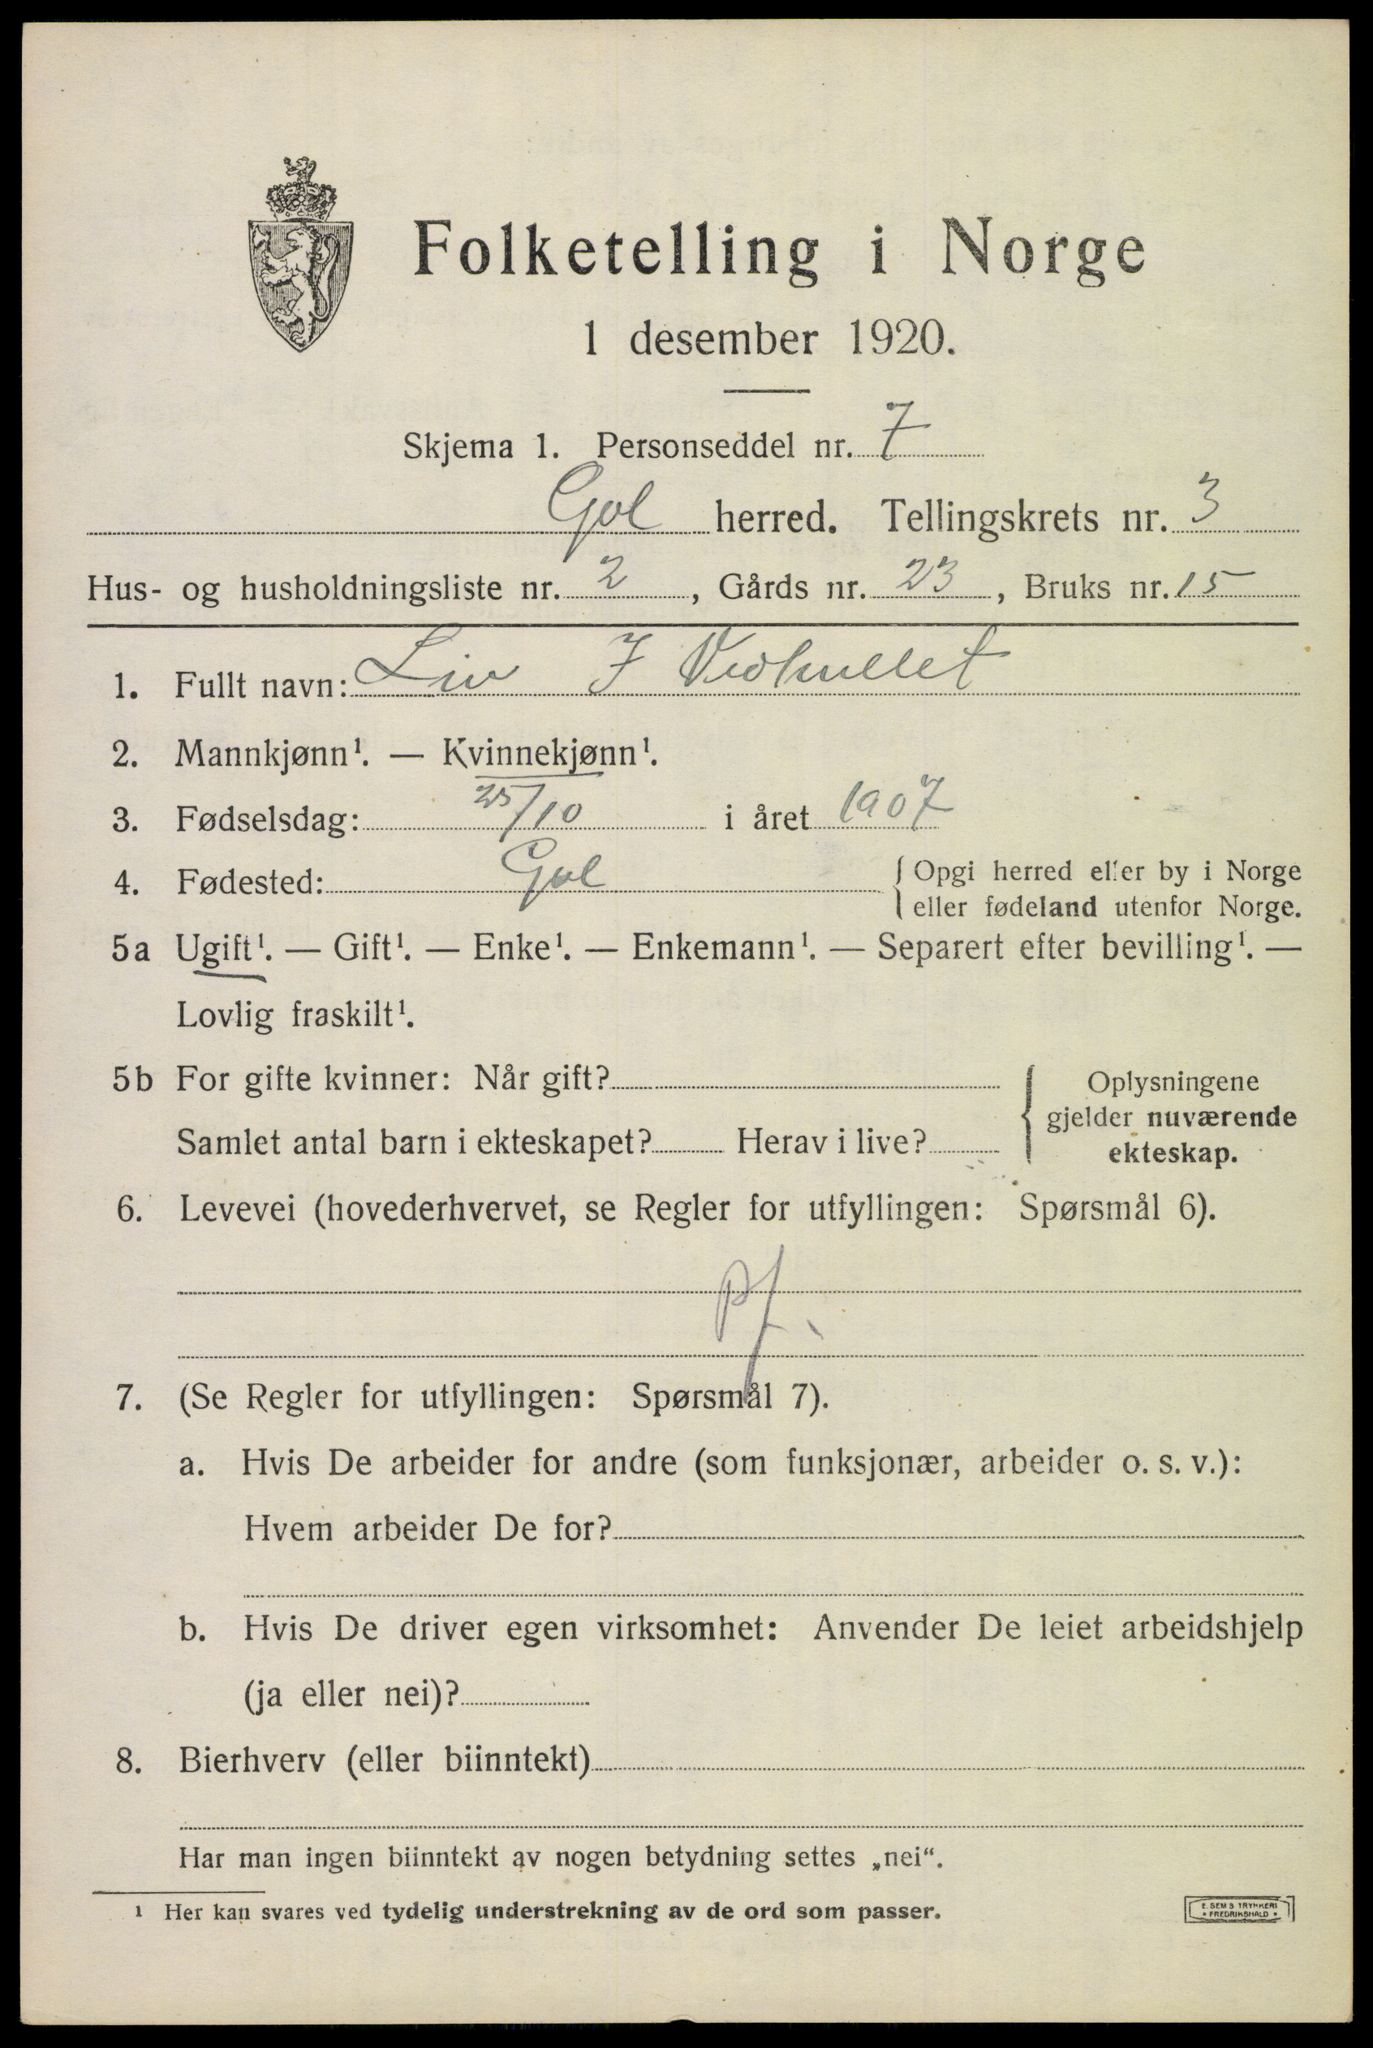 Folketelling i Norge
1 desember 1920.
Skjema 1. Personseddel nr. 7
Gol herred. Tellingskrets nr. 3
Hus- og husholdningsliste nr. 2, Gårds nr. 23, Bruks nr. 15
1. Fullt navn: Liv J
2. Mannkjønn¹. — Kvinnekjønn¹.
3. Fødselsdag: 25/10 i året 1907
4. Fødested: Gol { Opgi herred eller by i Norge
eller fødeland utenfor Norge.
5a Ugift¹. — Gift¹. — Enke¹. — Enkemann¹. — Separert efter bevilling¹. —
Lovlig fraskilt¹.
5b For gifte kvinner: Når gift?
Samlet antal barn i ekteskapet? Herav i live?
{ Oplysningene
gjelder nuværende
ekteskap.
6. Levevei (hovederhvervet, se Regler for utfyllingen: Spørsmål 6).
7. (Se Regler for utfyllingen: Spørsmål 7).
a. Hvis De arbeider for andre (som funksjonær, arbeider o. s. v.):
Hvem arbeider De for?
b. Hvis De driver egen virksomhet: Anvender De leiet arbeidshjelp
(ja eller nei)?
8. Bierhverv (eller biinntekt)
Har man ingen biinntekt av nogen betydning settes „nei“.
¹ Her kan svares ved tydelig understrekning av de ord som passer.
E. SEM'S TRYKKERI
* FREDRIKSHALD *